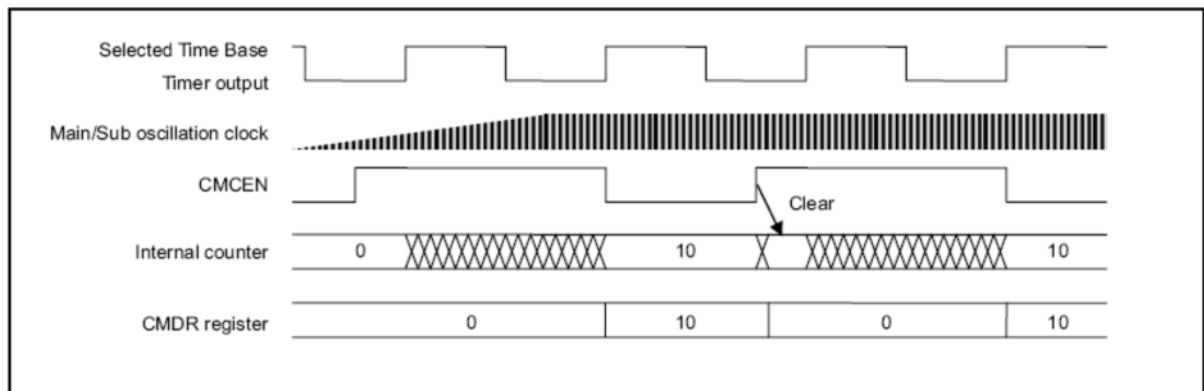 Selected Time Base
Timer output
Main/Sub oscillation clock
CMCEN
Clear
Internal counter
0
10
10
CMDR register
0
10
0
10